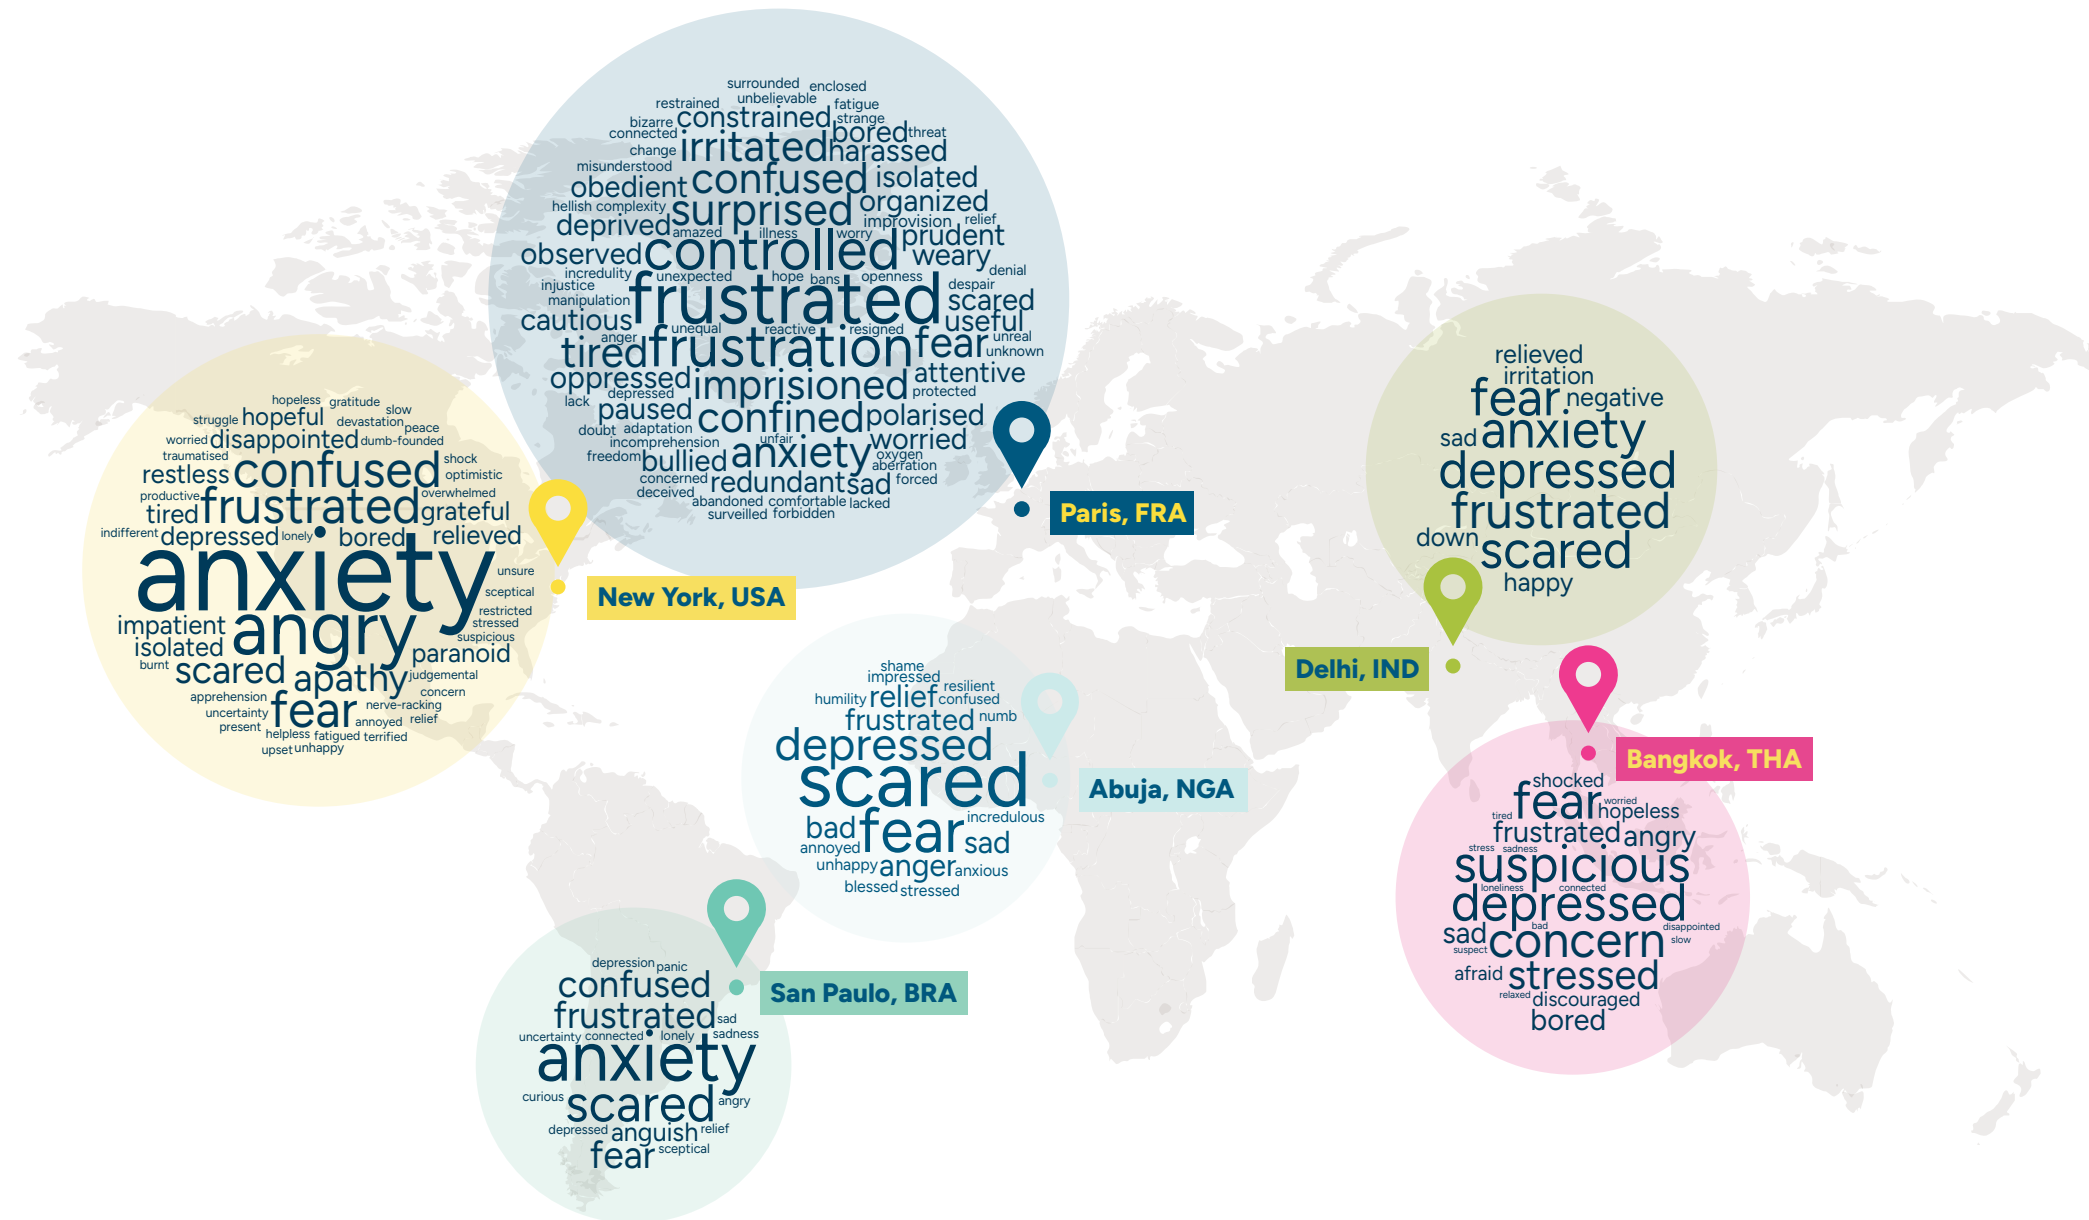 surrounded enclosed
restrained unbelievable fatigue
bizarre constrained strange
connected irritated bored threat
change harassed
misunderstood confused isolated
obedient organized
hellish complexity surprised improvision relief
deprived amazed illness worry prudent
observed controlled weary
incredulity unexpected hope bans openness denial
injustice frustrated despair
manipulation scared
cautious unequal reactive resigned useful
anger unreal
tired frustration fear unknown
oppressed imprisioned attentive
depressed protected
lack paused confined polarised
doubt adaptation unfair worried
incomprehension anxiety
freedom bullied oxygen
aberration
concerned redundant sad forced
deceived
abandoned comfortable lacked
surveilled forbidden
Paris, FRA
hopeless gratitude slow
struggle hopeful devastation peace
worried disappointed dumb-founded
traumatised confused shock
restless optimistic
productive frustrated overwhelmed
tired grateful
indifferent depressed lonely bored relieved
anxiety unsure
sceptical
restricted
impatient angry stressed
isolated suspicious
burnt scared paranoid
apathy judgemental
apprehension concern
uncertainty fear nerve-racking
present annoyed relief
helpless fatigued terrified
upset unhappy
New York, USA
relieved
irritation
fear negative
sad anxiety
depressed
frustrated
down scared
happy
Delhi, IND
shame
impressed
humility relief resilient
confused
frustrated numb
depressed
scared
bad fear incredulous
annoyed sad
unhappy anger anxious
blessed stressed
Abuja, NGA
Bangkok, THA
shocked
fear worried
tired hopeless
frustrated angry
stress sadness
suspicious
loneliness connected
depressed
sad bad disappointed
suspect concern slow
afraid stressed
relaxed discouraged
bored
depression panic
confused
frustrated sad
uncertainty connected lonely sadness
anxiety
curious scared angry
depressed anguish relief
fear sceptical
San Paulo, BRA